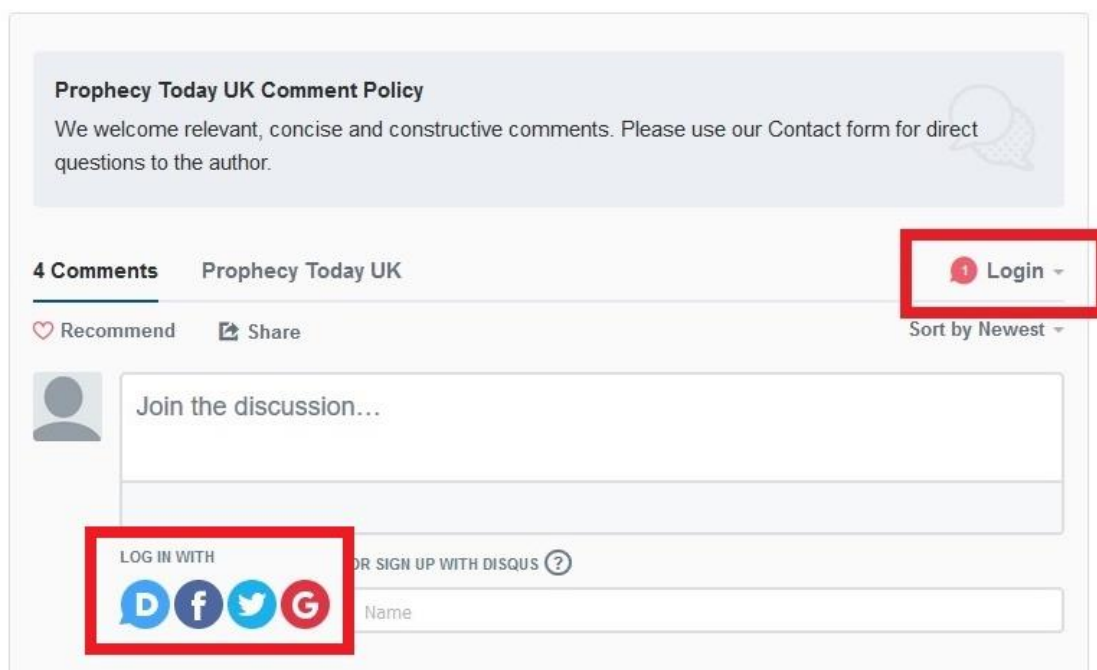 Prophecy Today UK Comment Policy
We welcome relevant, concise and constructive comments. Please use our Contact form for direct
questions to the author.
4 Comments Prophecy Today UK 1 Login
Recommend Share Sort by Newest
Join the discussion…
LOG IN WITH OR SIGN UP WITH DISQUS ?
D f G Name